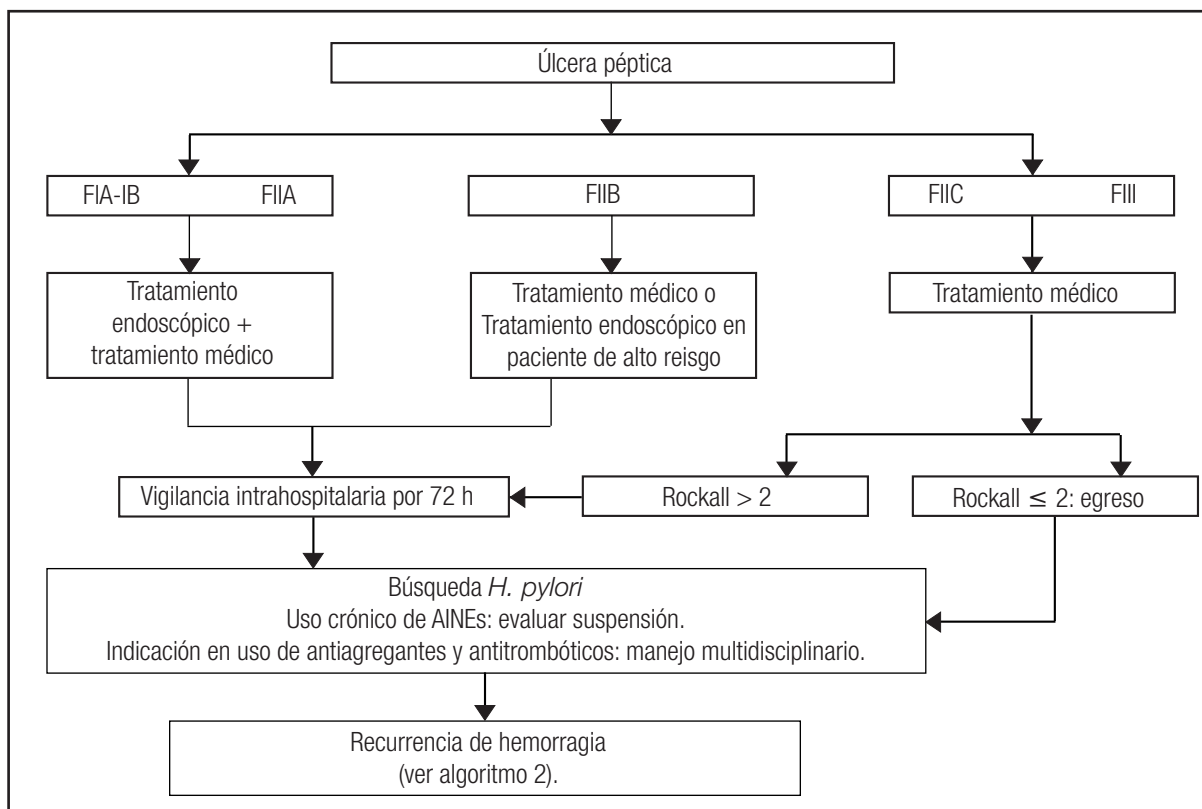 Úlcera péptica
FIA-IB FIIA
FIIB
FIIC FIII
Tratamiento
endoscópico +
tratamiento médico
Tratamiento médico o
Tratamiento endoscópico en
paciente de alto reisgo
Tratamiento médico
Vigilancia intrahospitalaria por 72 h
Rockall > 2
Rockall ≤ 2: egreso
Búsqueda H. pylori
Uso crónico de AINEs: evaluar suspensión.
Indicación en uso de antiagregantes y antitrombóticos: manejo multidisciplinario.
Recurrencia de hemorragia
(ver algoritmo 2).